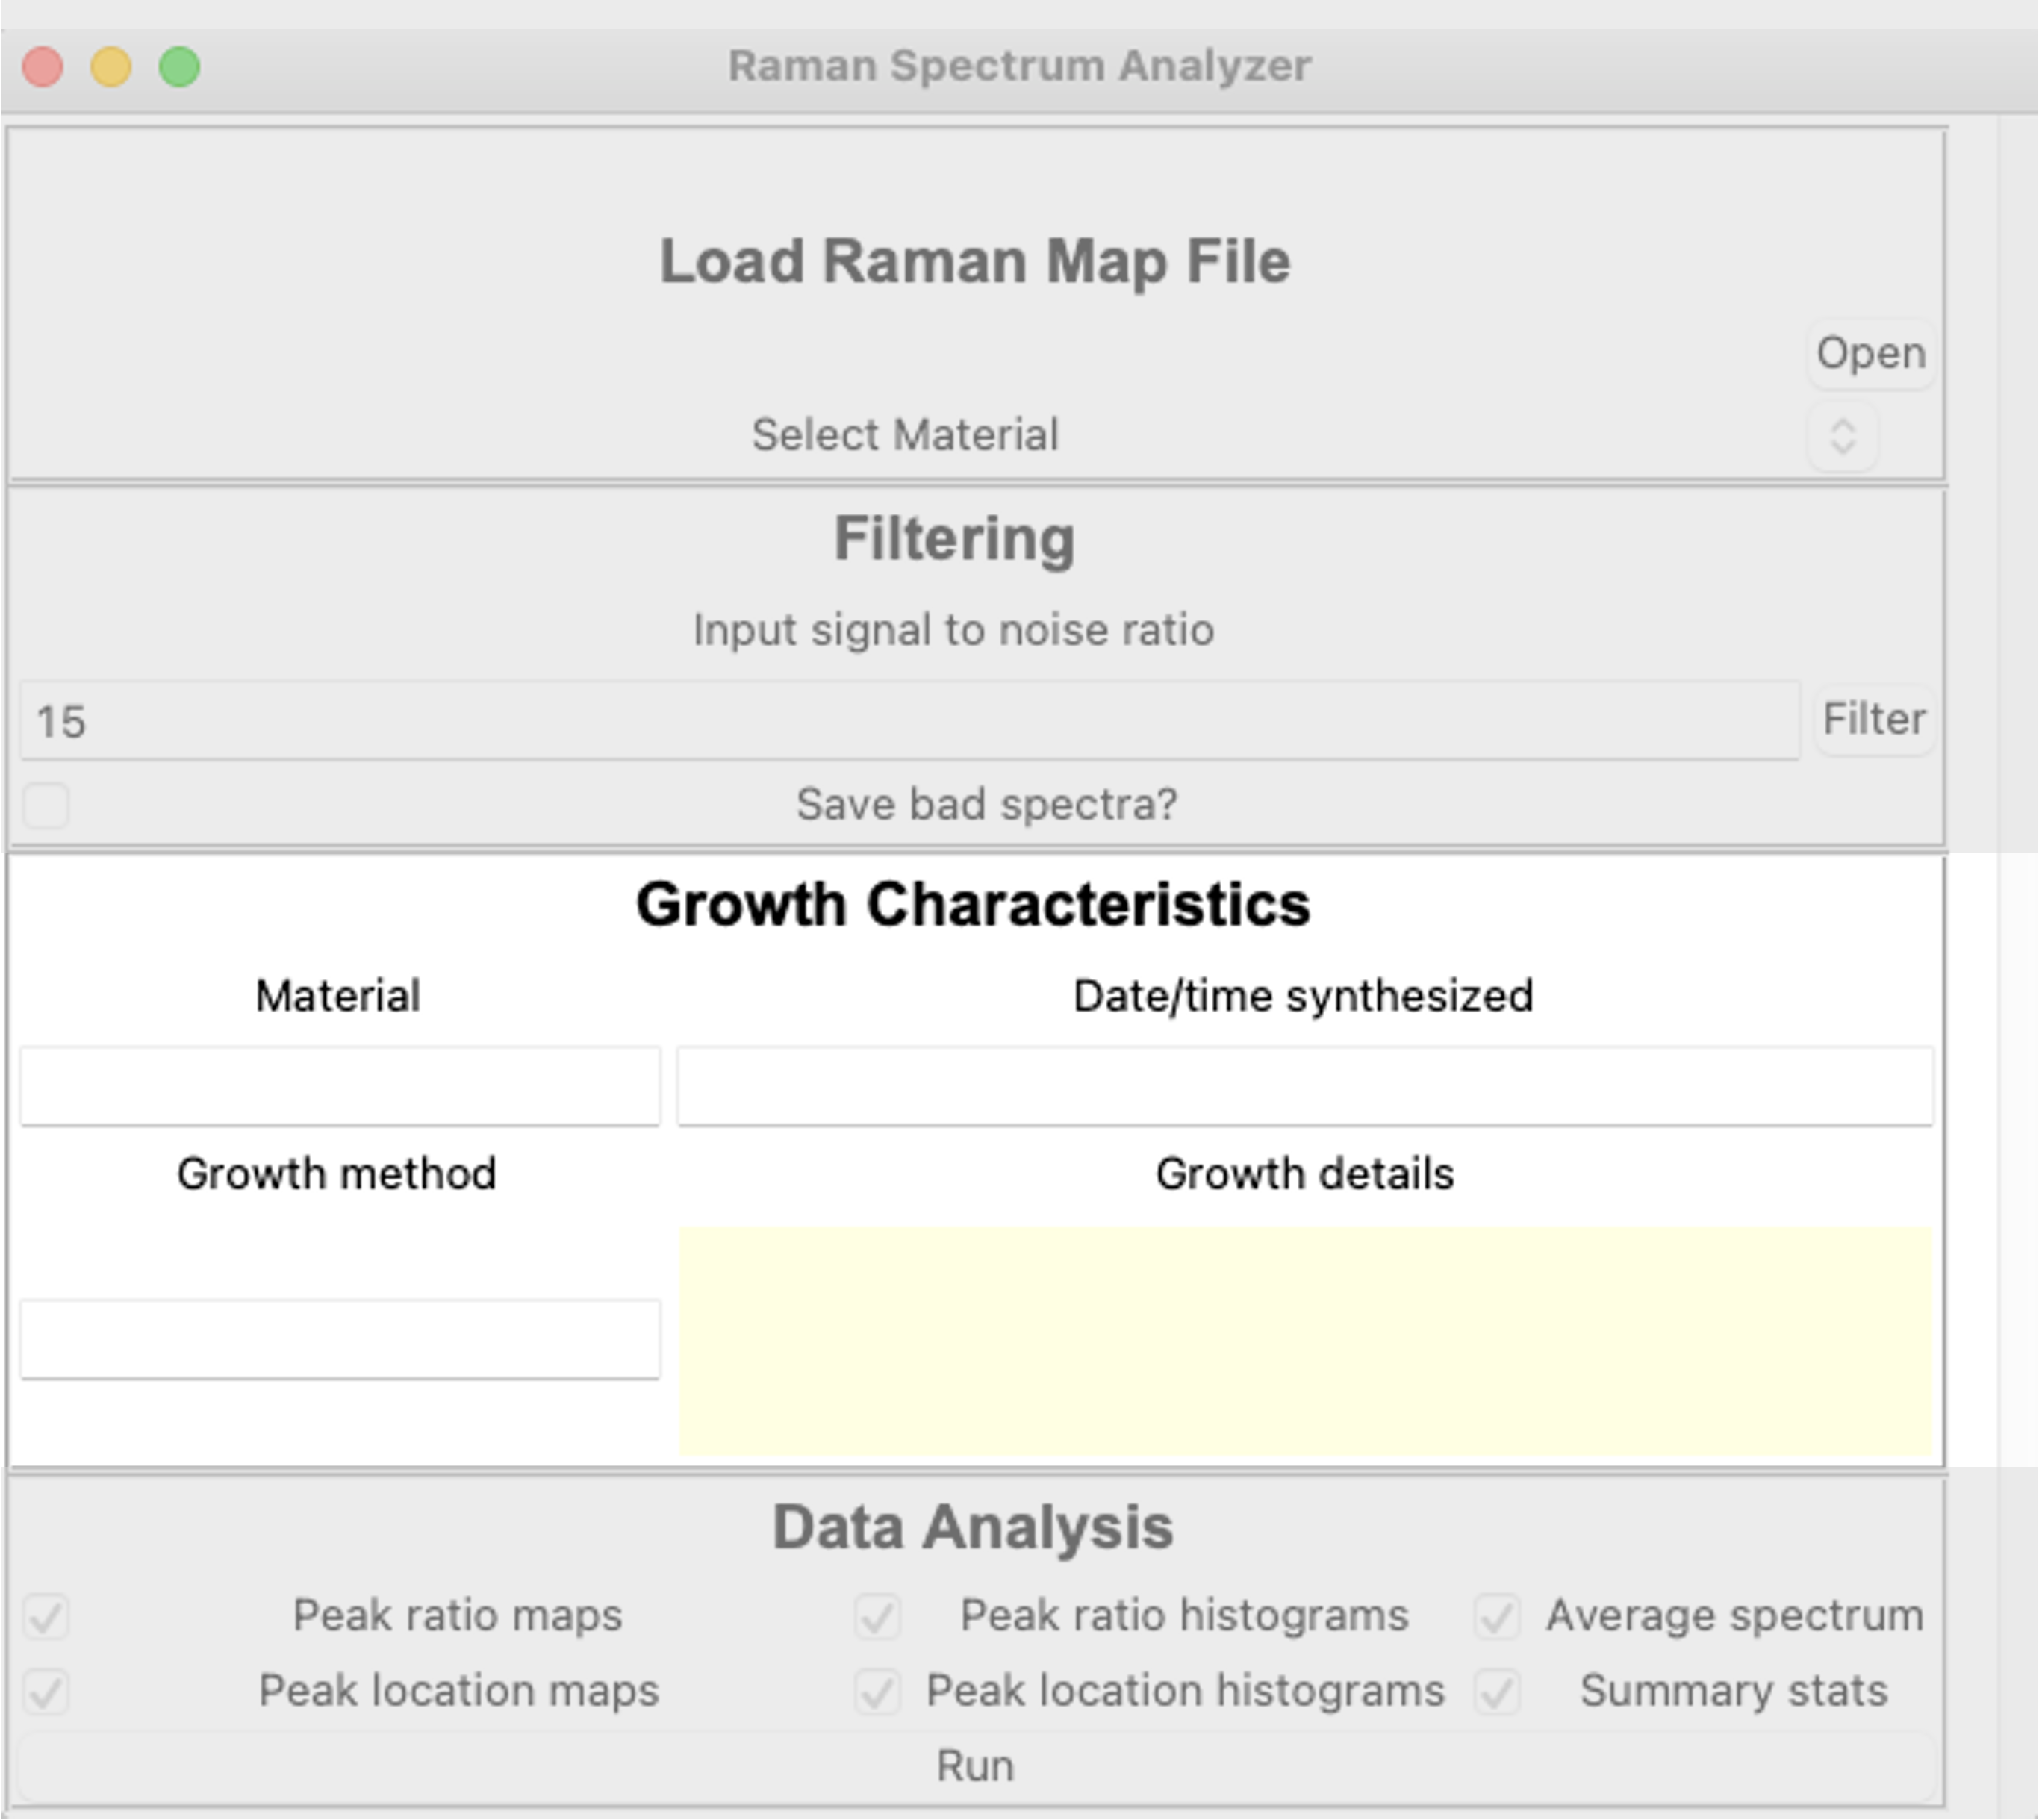 Raman Spectrum Analyzer
Load Raman Map File
Open
Select Material
Filtering
Input signal to noise ratio
15 Filter
Save bad spectra?
Growth Characteristics
Material Date/time synthesized
Growth method Growth details
Data Analysis
Peak ratio maps Peak ratio histograms Average spectrum
Peak location maps Peak location histograms Summary stats
Run